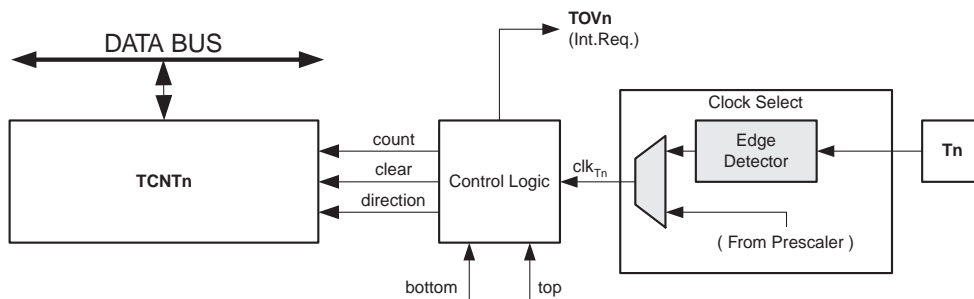 TOVn
(Int.Req.)
DATA BUS
Clock Select
count
Edge
Detector
Tn
TCNTn
clear
Control Logic
clkTn
direction
( From Prescaler )
bottom
top